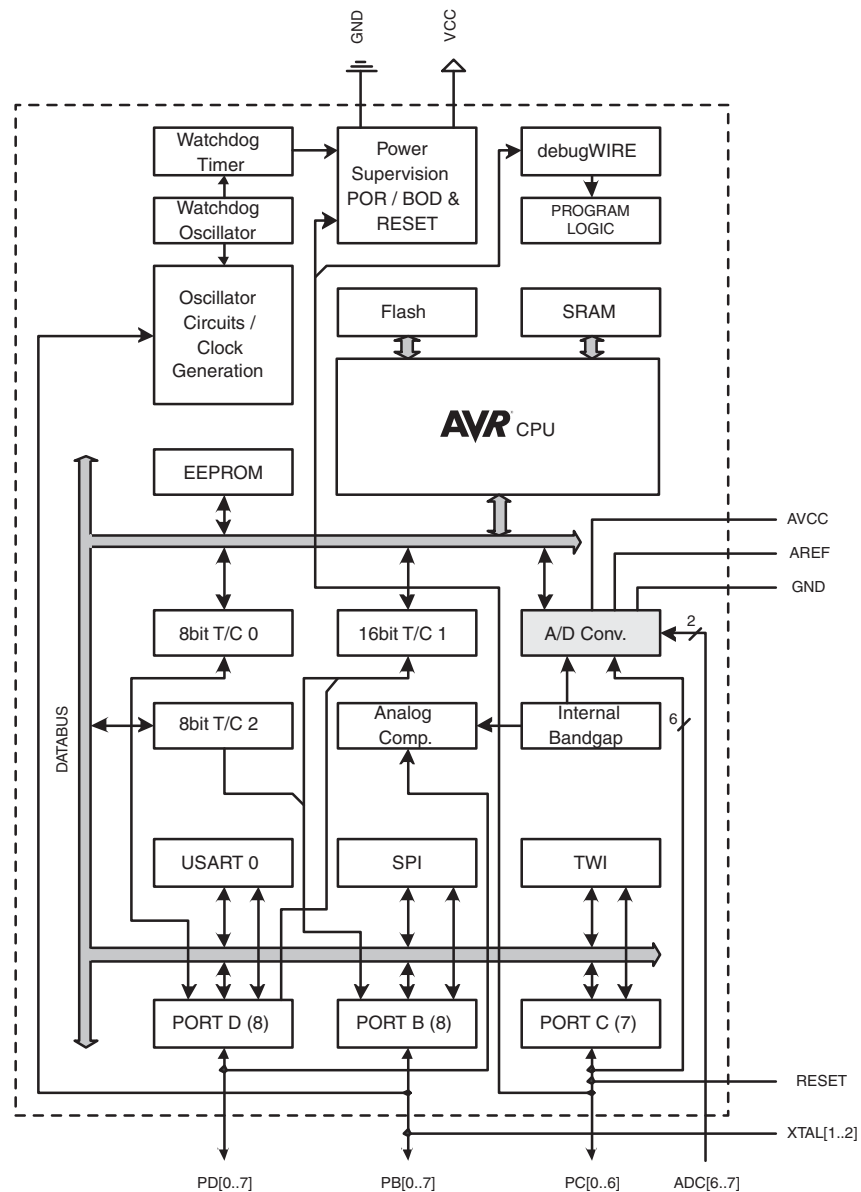 GND
VCC
Watchdog
Timer
Power
Supervision
POR / BOD &
RESET
debugWIRE
Watchdog
Oscillator
PROGRAM
LOGIC
Oscillator
Circuits /
Clock
Generation
Flash
SRAM
AVR CPU
EEPROM
AVCC
AREF
GND
8bit T/C 0
16bit T/C 1
A/D Conv.
2
DATABUS
8bit T/C 2
Analog
Comp.
Internal
Bandgap
6
USART 0
SPI
TWI
PORT D (8)
PORT B (8)
PORT C (7)
RESET
XTAL[1..2]
PD[0..7]
PB[0..7]
PC[0..6]
ADC[6..7]